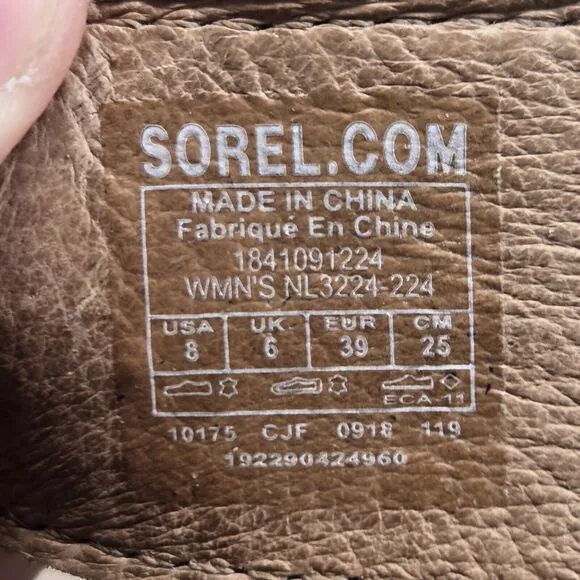 SOREL.COM
MADE IN CHINA
Fabriqué En Chine
1841091224
WMN'S NL3224-224
USA UK EUR CM
8 6 39 25
ECA-11
10175 CJF 0918 119
192290424960